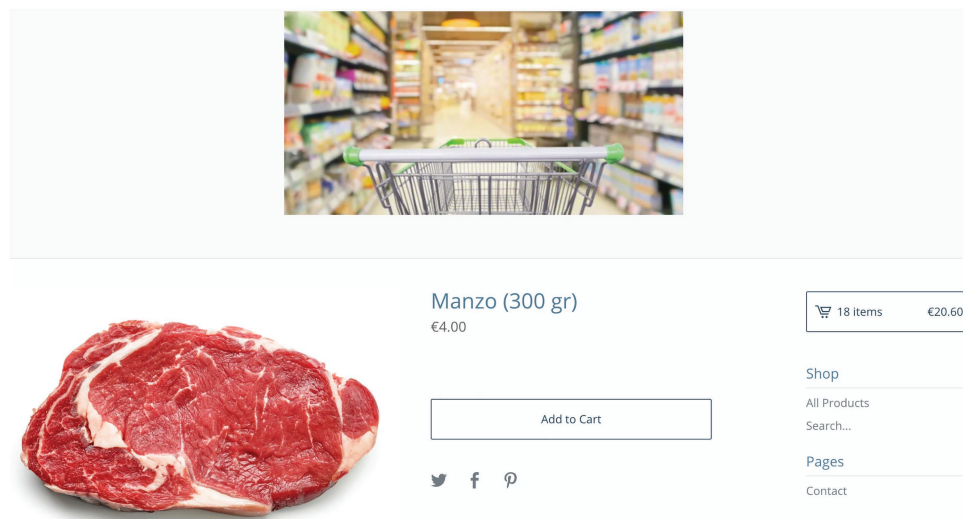 Manzo (300 gr)
€4.00
Add to Cart
18 items €20.60
Shop
All Products
Search...
Pages
Contact